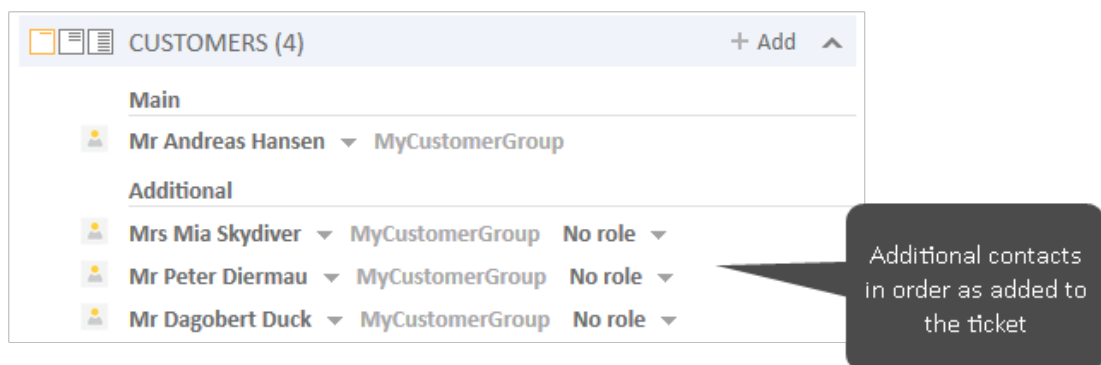 CUSTOMERS (4) + Add
Main
Mr Andreas Hansen MyCustomerGroup
Additional
Mrs Mia Skydiver MyCustomerGroup No role
Mr Peter Diermau MyCustomerGroup No role
Mr Dagobert Duck MyCustomerGroup No role
Additional contacts
in order as added to
the ticket